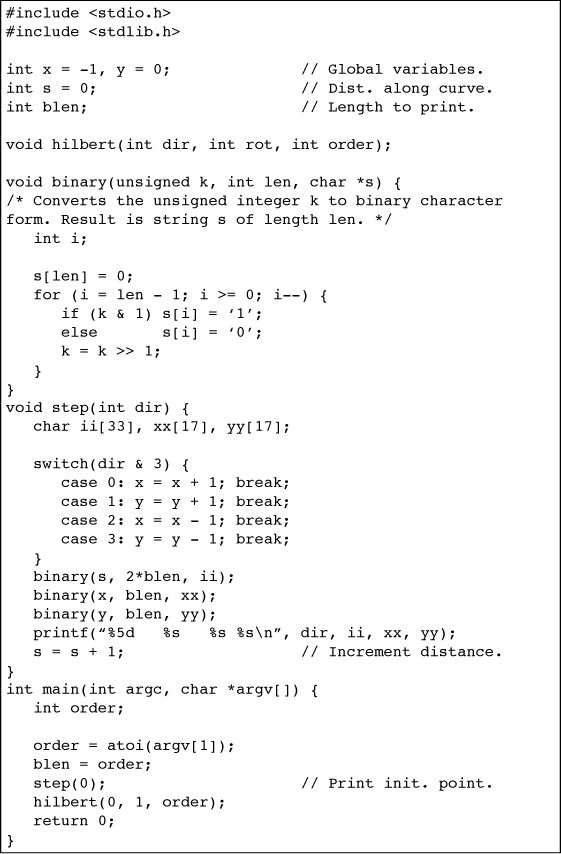 #include <stdio.h>
#include <stdlib.h>
int x = -1, y = 0; // Global variables.
int s = 0; // Dist. along curve.
int blen; // Length to print.
void hilbert(int dir, int rot, int order);
void binary(unsigned k, int len, char *s) {
/* Converts the unsigned integer k to binary character
form. Result is string s of length len. */
int i;
s[len] = 0;
for (i = len - 1; i >= 0; i--) {
if (k & 1) s[i] = ‘1’;
else s[i] = ‘0’;
k = k >> 1;
}
}
void step(int dir) {
char ii[33], xx[17], yy[17];
switch(dir & 3) {
case 0: x = x + 1; break;
case 1: y = y + 1; break;
case 2: x = x - 1; break;
case 3: y = y - 1; break;
}
binary(s, 2*blen, ii);
binary(x, blen, xx);
binary(y, blen, yy);
printf(“%5d %s %s %s\n”, dir, ii, xx, yy);
s = s + 1; // Increment distance.
}
int main(int argc, char *argv[]) {
int order;
order = atoi(argv[1]);
blen = order;
step(0); // Print init. point.
hilbert(0, 1, order);
return 0;
}